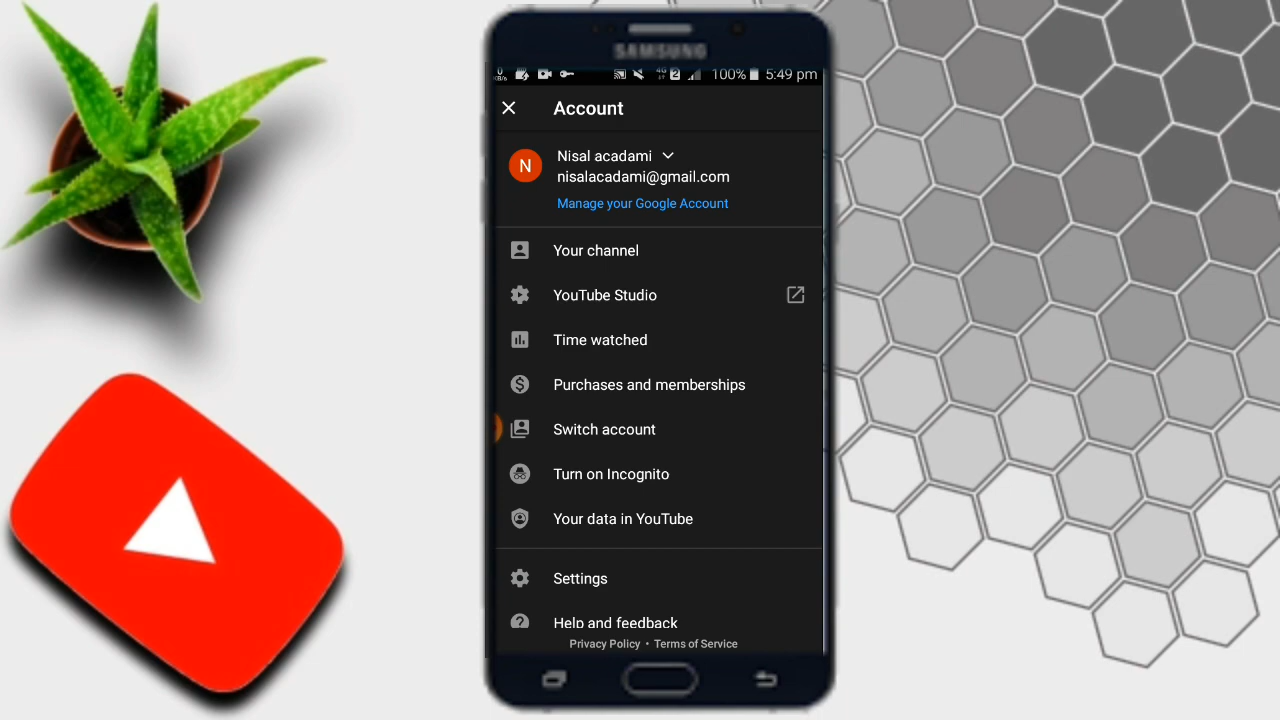 SAMSUNG
100% 5:49 pm
Account
N
Nisal acadami
nisalacadami@gmail.com
Manage your Google Account
Your channel
YouTube Studio
Time watched
Purchases and memberships
Switch account
Turn on Incognito
Your data in YouTube
Settings
Help and feedback
Privacy Policy • Terms of Service